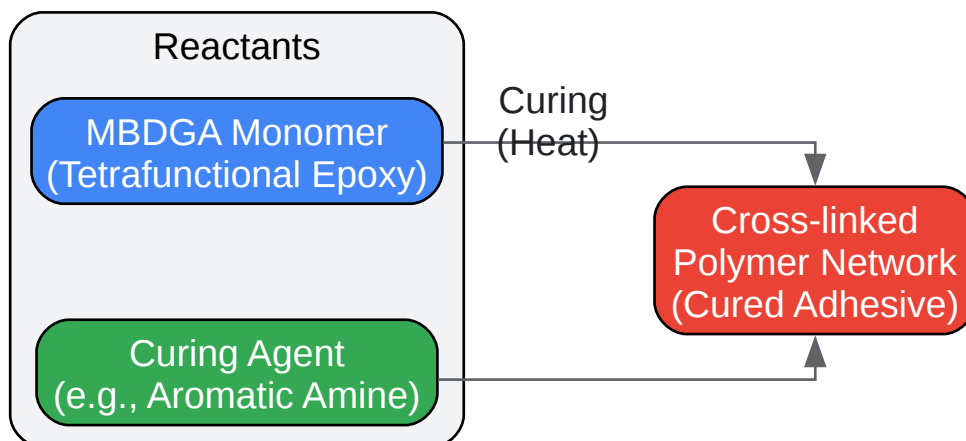 Reactants
MBDGA Monomer
(Tetrafunctional Epoxy)
Curing
(Heat)
Cross-linked
Polymer Network
(Cured Adhesive)
Curing Agent
(e.g., Aromatic Amine)